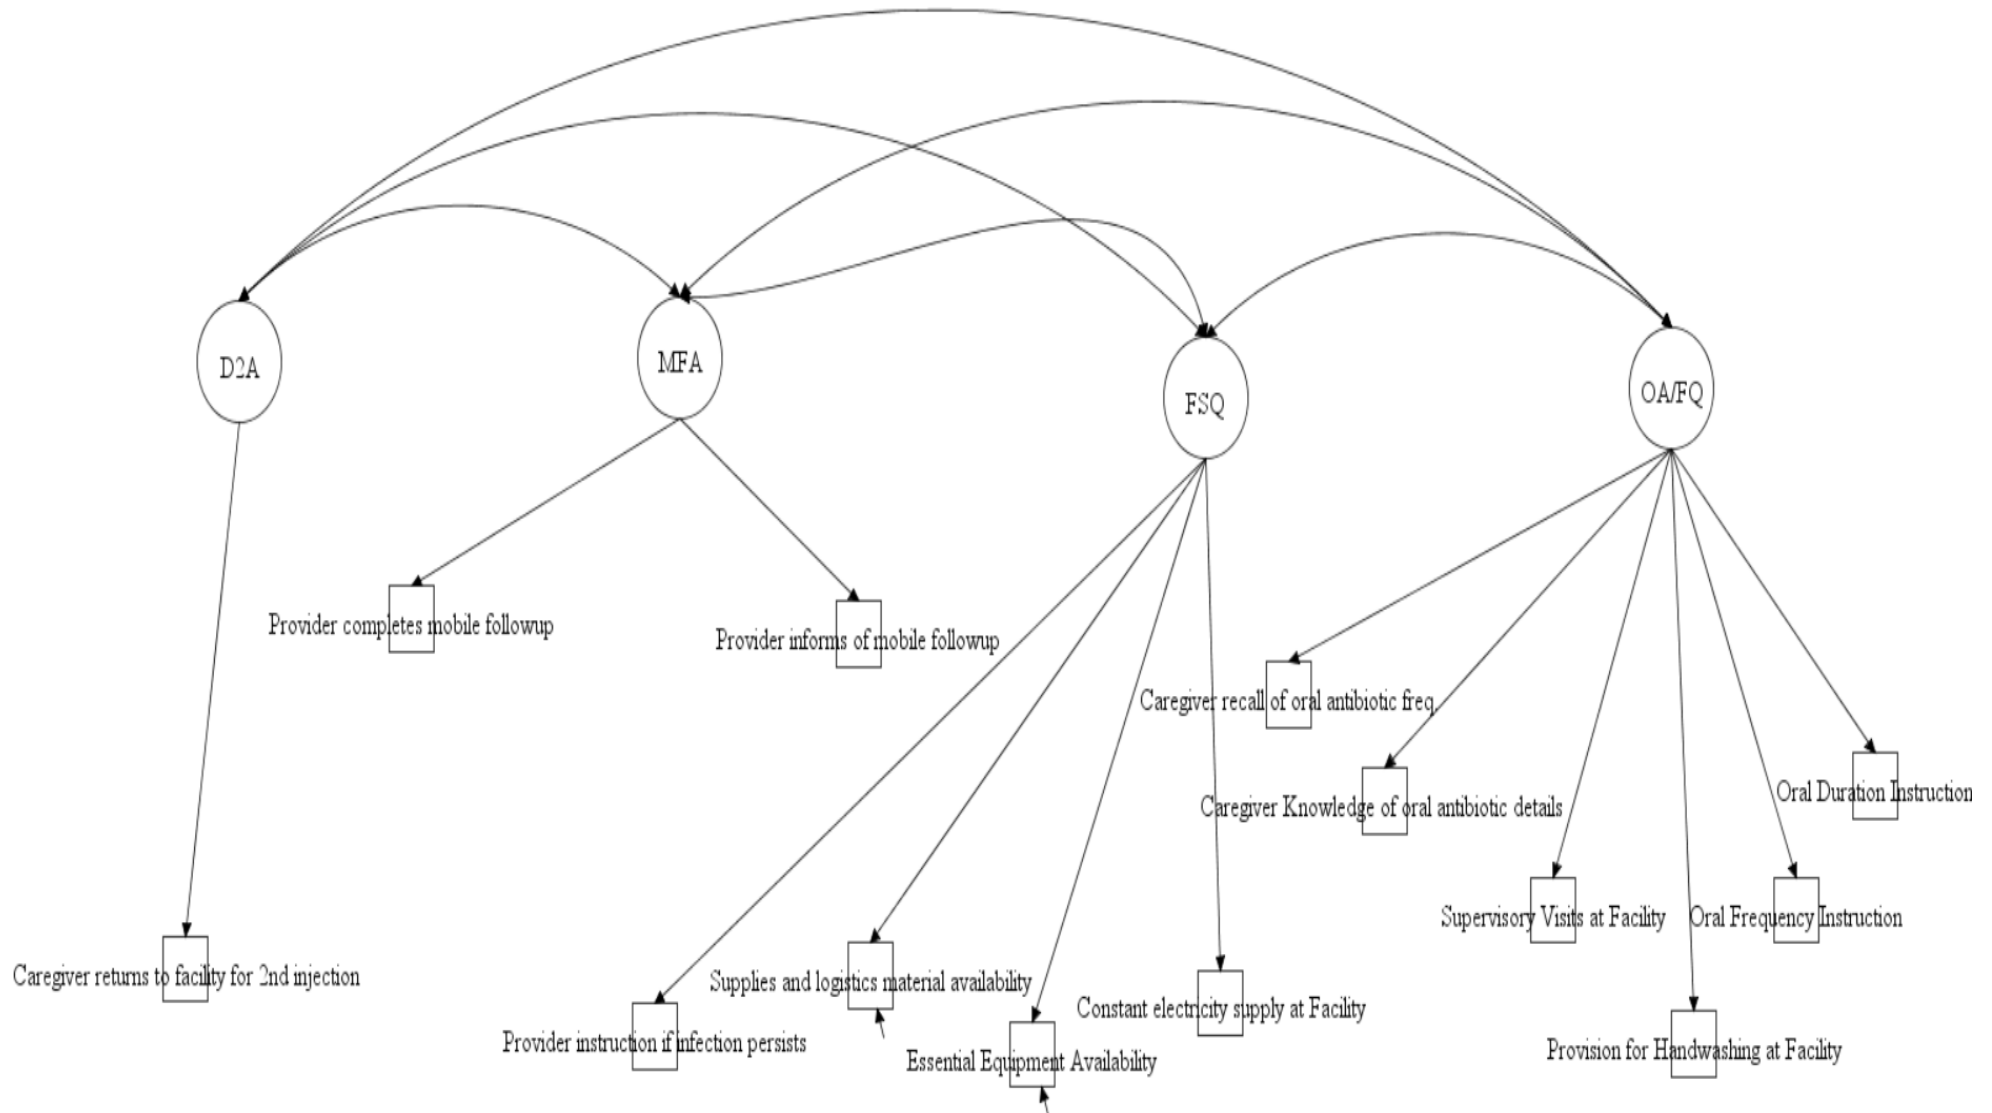 D2A
MFA
FSQ
OA/FQ
Provider completes mobile followup
Provider informs of mobile followup
Caregiver recall of oral antibiotic freq.
Oral Duration Instruction
Caregiver Knowledge of oral antibiotic details
Supervisory Visits at Facility
Oral Frequency Instruction
Caregiver returns to facility for 2nd injection
Supplies and logistics material availability
Constant electricity supply at Facility
Provider instruction if infection persists
Essential Equipment Availability
Provision for Handwashing at Facility